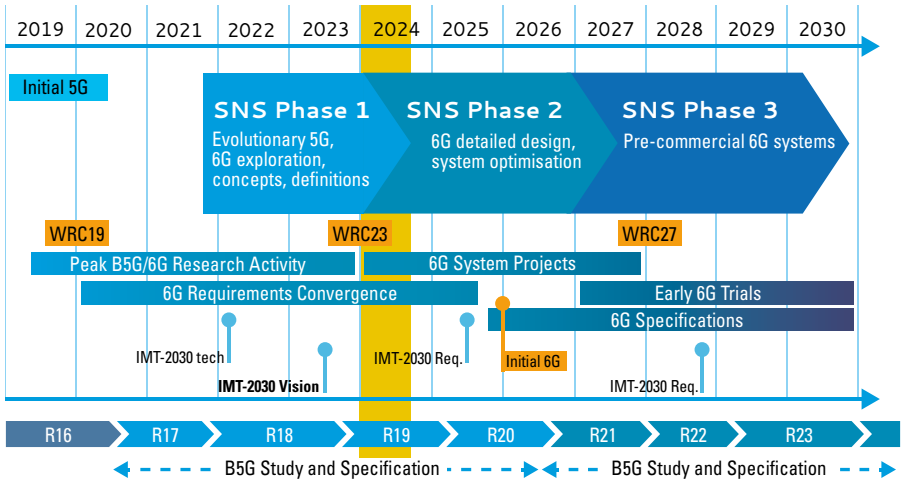 2019 2020 2021 2022 2023 2024 2025 2026 2027 2028 2029 2030
Initial 5G
SNS Phase 1
Evolutionary 5G,
6G exploration,
concepts, definitions
SNS Phase 2
6G detailed design,
system optimisation
SNS Phase 3
Pre-commercial 6G systems
WRC19 WRC23 WRC27
Peak B5G/6G Research Activity 6G System Projects
6G Requirements Convergence Early 6G Trials
6G Specifications
IMT-2030 tech IMT-2030 Req. Initial 6G
IMT-2030 Vision IMT-2030 Req.
R16 R17 R18 R19 R20 R21 R22 R23
B5G Study and Specification B5G Study and Specification